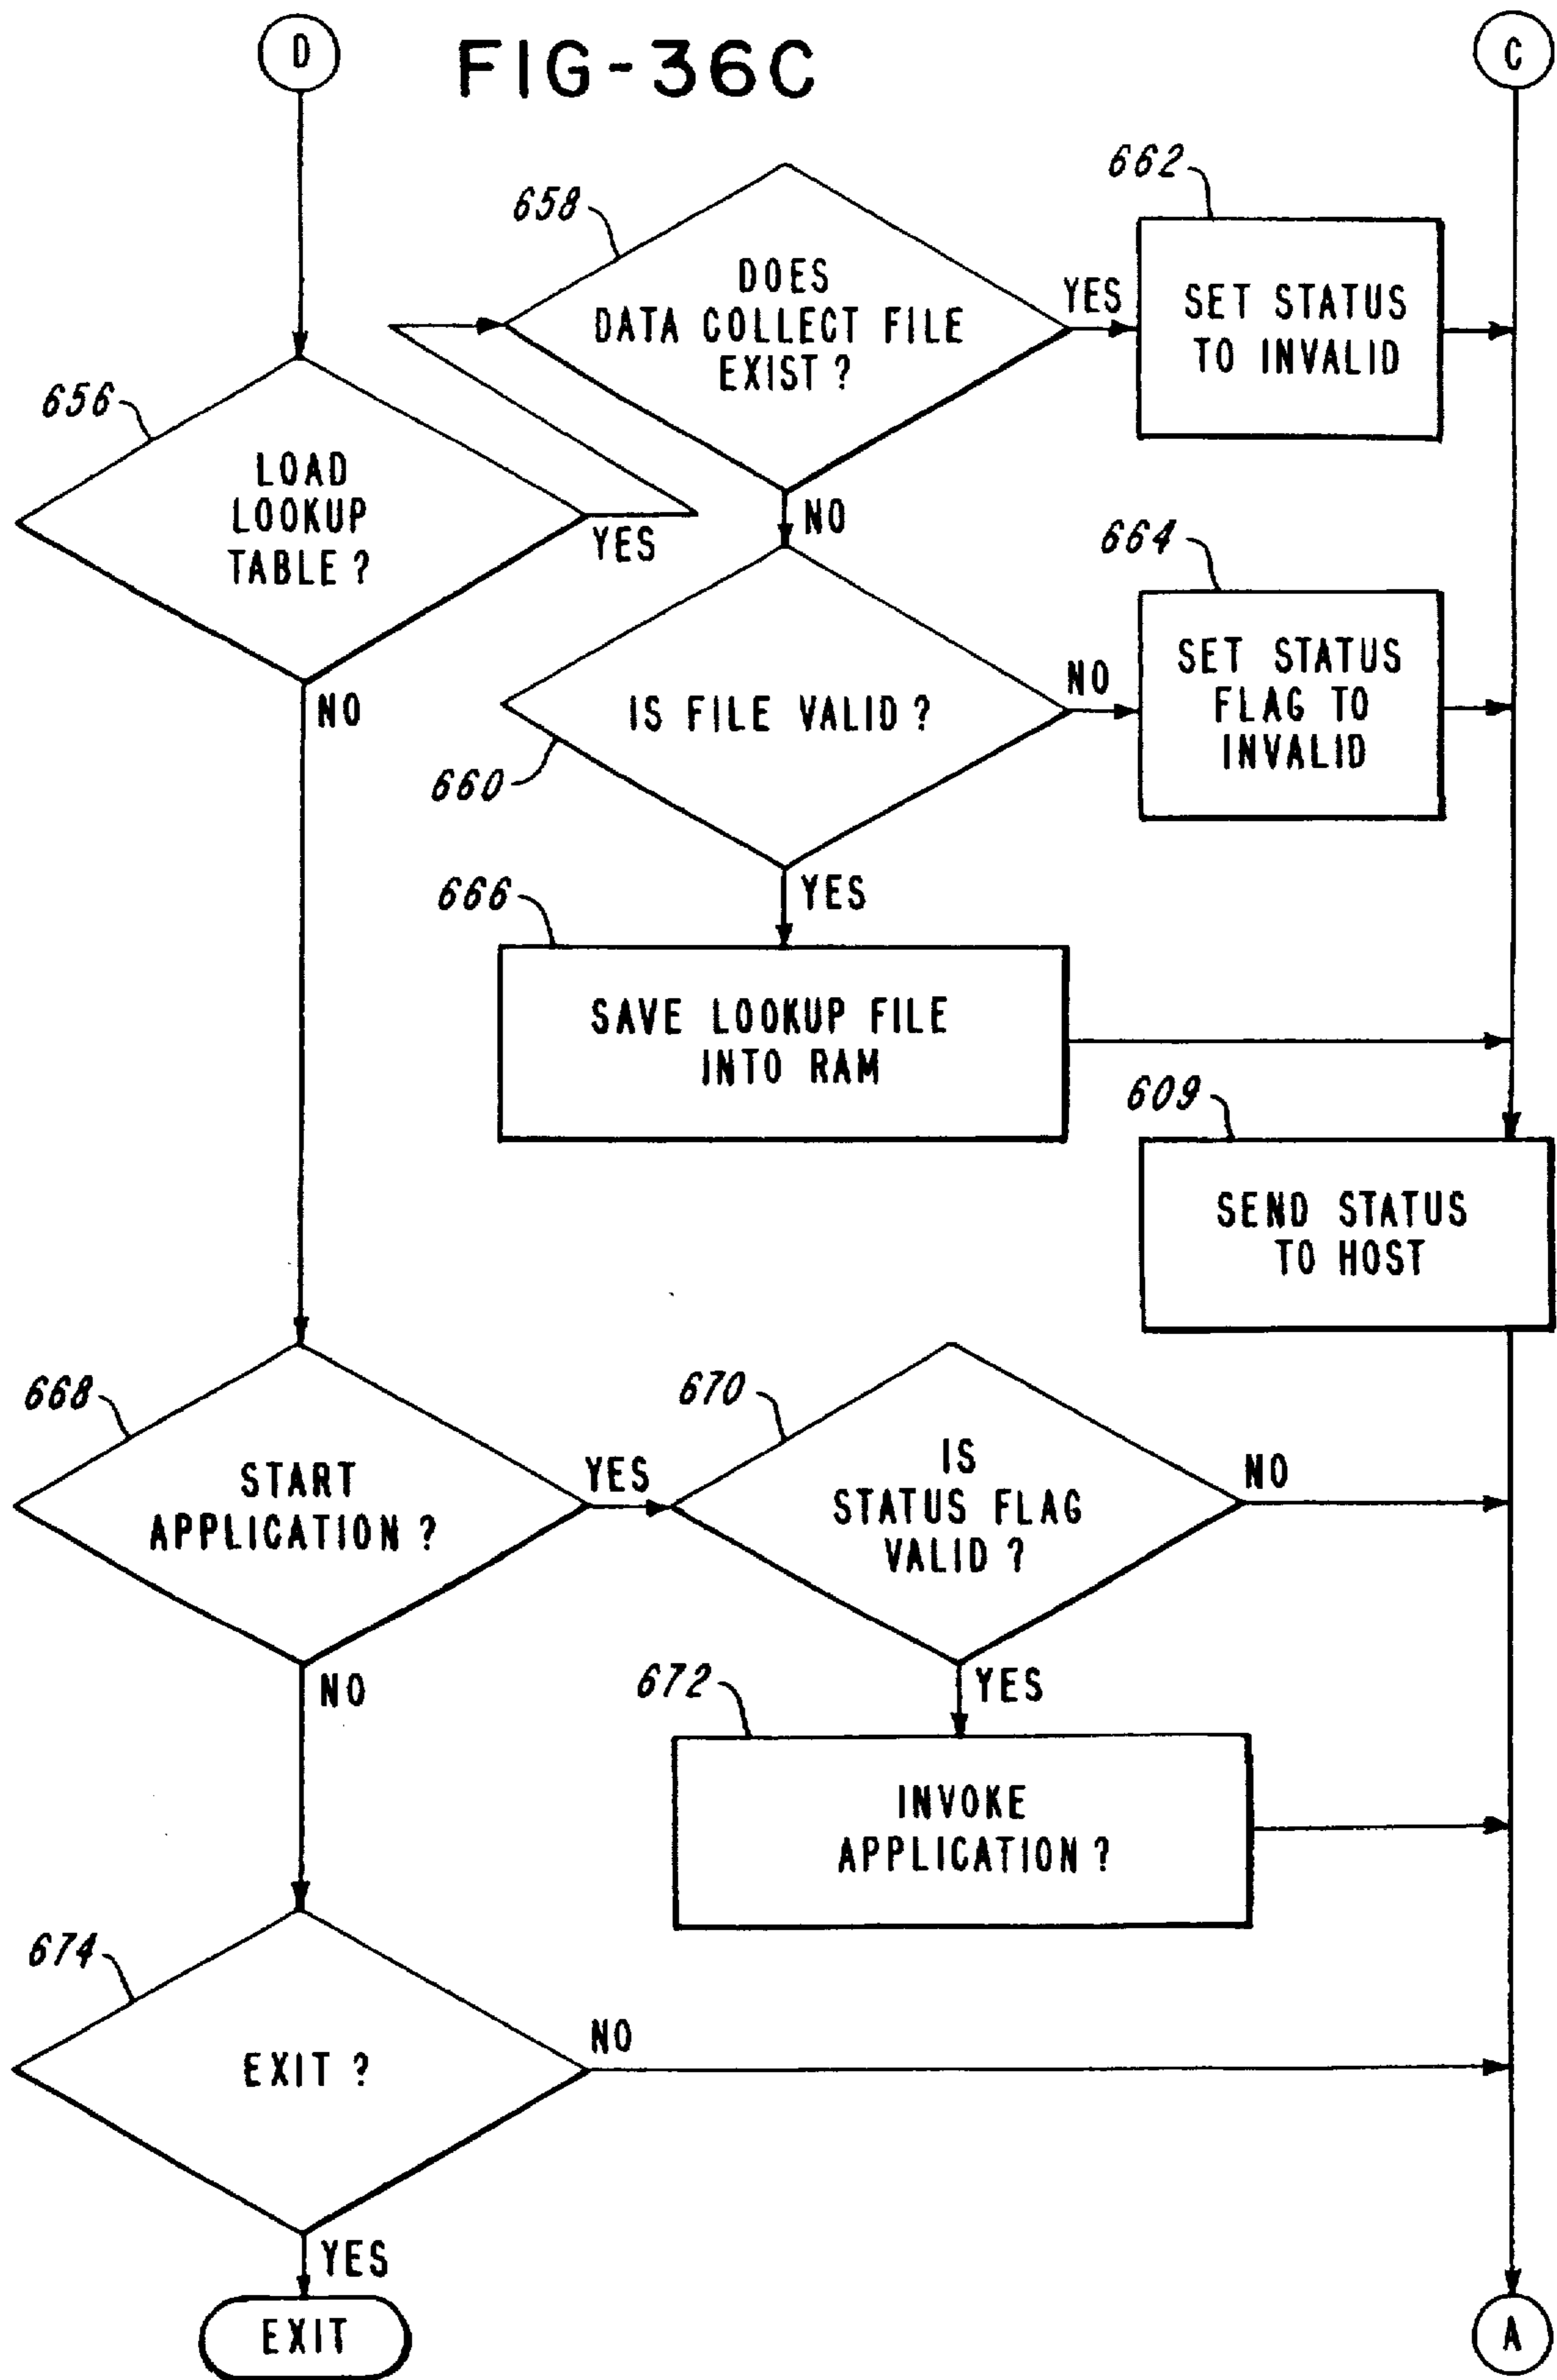 D
FIG-36C
C
662
658
DOES
DATA COLLECT FILE
EXIST ?
YES
SET STATUS
TO INVALID
656
LOAD
LOOKUP
TABLE ?
YES
NO
NO
664
IS FILE VALID ?
NO
SET STATUS
FLAG TO
INVALID
660
YES
666
SAVE LOOKUP FILE
INTO RAM
609
SEND STATUS
TO HOST
668
START
APPLICATION ?
YES
670
IS
STATUS FLAG
VALID ?
NO
NO
YES
672
INVOKE
APPLICATION ?
674
EXIT ?
NO
YES
EXIT
A